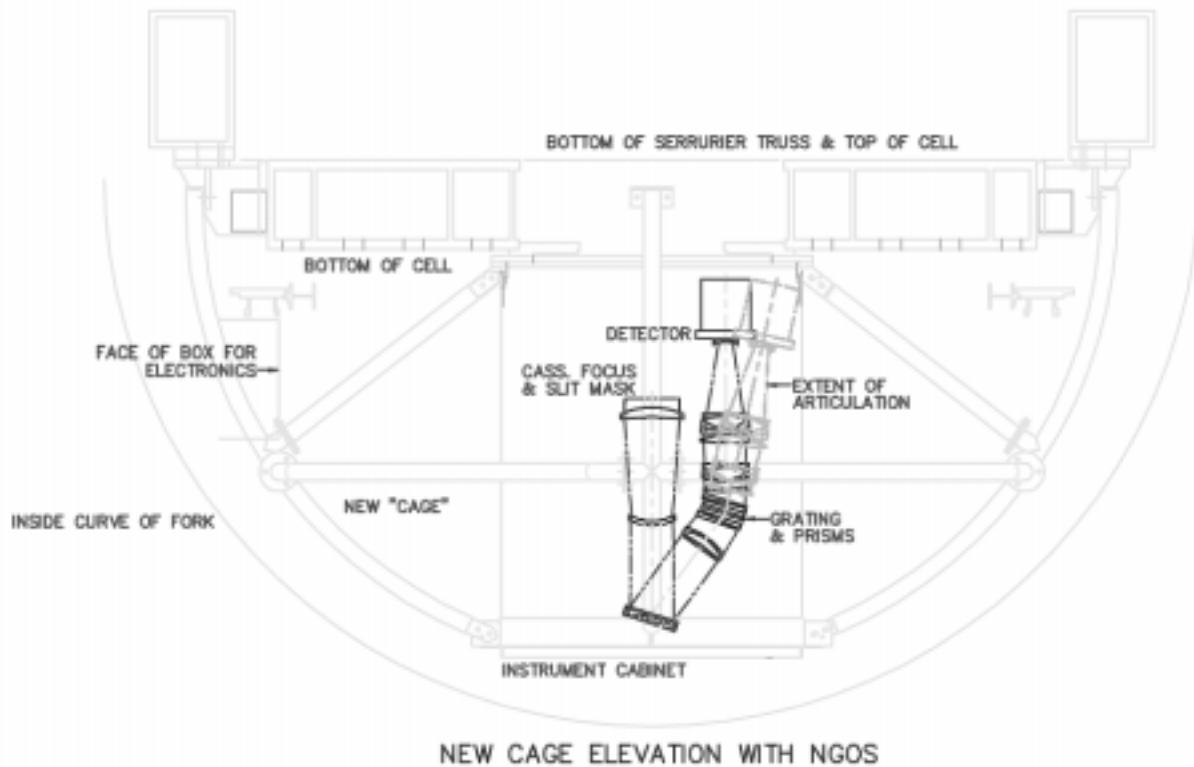 BOTTOM OF SERRURIER TRUSS & TOP OF CELL
BOTTOM OF CELL
DETECTOR
FACE OF BOX FOR
ELECTRONICS
CASS. FOCUS
& SLIT MASK
EXTENT OF
ARTICULATION
NEW "CAGE"
INSIDE CURVE OF FORK
GRATING
& PRISMS
INSTRUMENT CABINET
NEW CAGE ELEVATION WITH NGOS